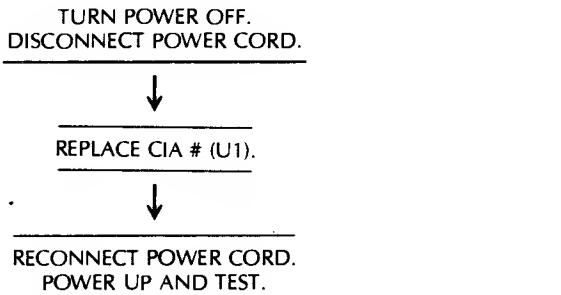 TURN POWER OFF.
DISCONNECT POWER CORD.
REPLACE CIA # (U1).
RECONNECT POWER CORD.
POWER UP AND TEST.